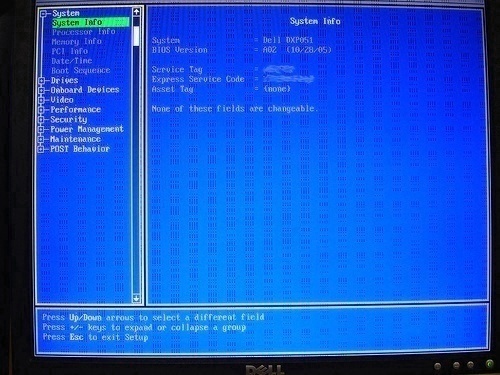 System
System Info
Processor Info
Memory Info
PCI Info
Date/Time
Boot Sequence
Drives
Onboard Devices
Video
Performance
Security
Power Management
Maintenance
POST Behavior
System Info
System = Dell DXP051
BIOS Version = A02 (10/28/05)
Service Tag =
Express Service Code =
Asset Tag = (none)
None of these fields are changeable.
Press Up/Down arrows to select a different field
Press +/- keys to expand or collapse a group
Press Esc to exit Setup
DELL